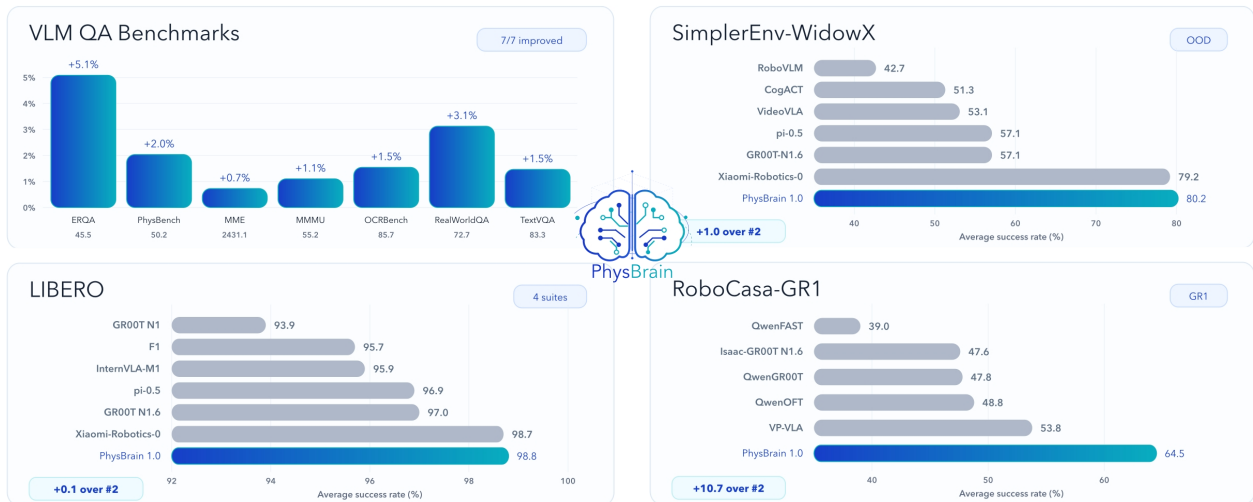 VLM QA Benchmarks
7/7 improved
+5.1%
+2.0%
+0.7%
+1.1%
+1.5%
+3.1%
+1.5%
5%
4%
3%
2%
1%
0%
ERQA PhysBench MME MMMU OCRBench RealWorldQA TextVQA
45.5 50.2 2431.1 55.2 85.7 72.7 83.3
SimplerEnv-WidowX
OOD
RoboVLM 42.7
CogACT 51.3
VideoVLA 53.1
pi-0.5 57.1
GR00T-N1.6 57.1
Xiaomi-Robotics-0 79.2
PhysBrain 1.0 80.2
40 50 60 70 80
+1.0 over #2
Average success rate (%)
PhysBrain
LIBERO
4 suites
GR00T N1 93.9
F1 95.7
InternVLA-M1 95.9
pi-0.5 96.9
GR00T N1.6 97.0
Xiaomi-Robotics-0 98.7
PhysBrain 1.0 98.8
92 94 96 98 100
+0.1 over #2
Average success rate (%)
RoboCasa-GR1
GR1
QwenFAST 39.0
Isaac-GR00T N1.6 47.6
QwenGR00T 47.8
QwenOFT 48.8
VP-VLA 53.8
PhysBrain 1.0 64.5
40 50 60
+10.7 over #2
Average success rate (%)